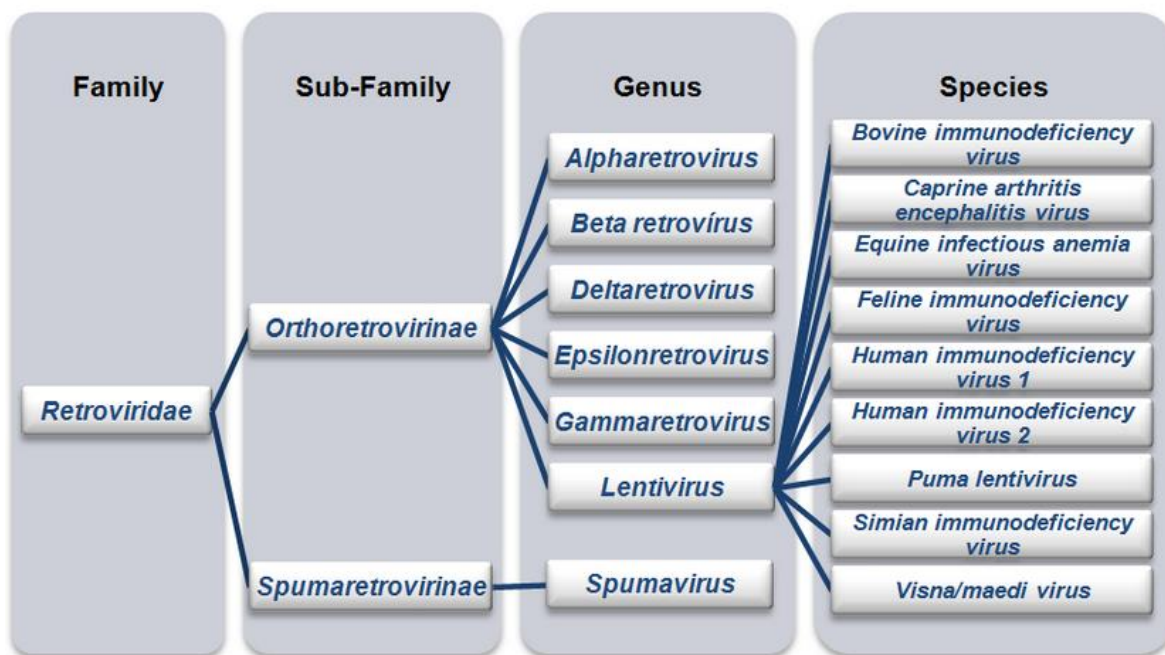 Family
Retroviridae
Sub-Family
Orthoretrovirinae
Spumaretrovirinae
Genus
Alpharetrovirus
Beta retrovírus
Deltaretrovirus
Epsilonretrovirus
Gammaretrovirus
Lentivirus
Spumavirus
Species
Bovine immunodeficiency
virus
Caprine arthritis
encephalitis virus
Equine infectious anemia
virus
Feline immunodeficiency
virus
Human immunodeficiency
virus 1
Human immunodeficiency
virus 2
Puma lentivirus
Simian immunodeficiency
virus
Visna/maedi virus